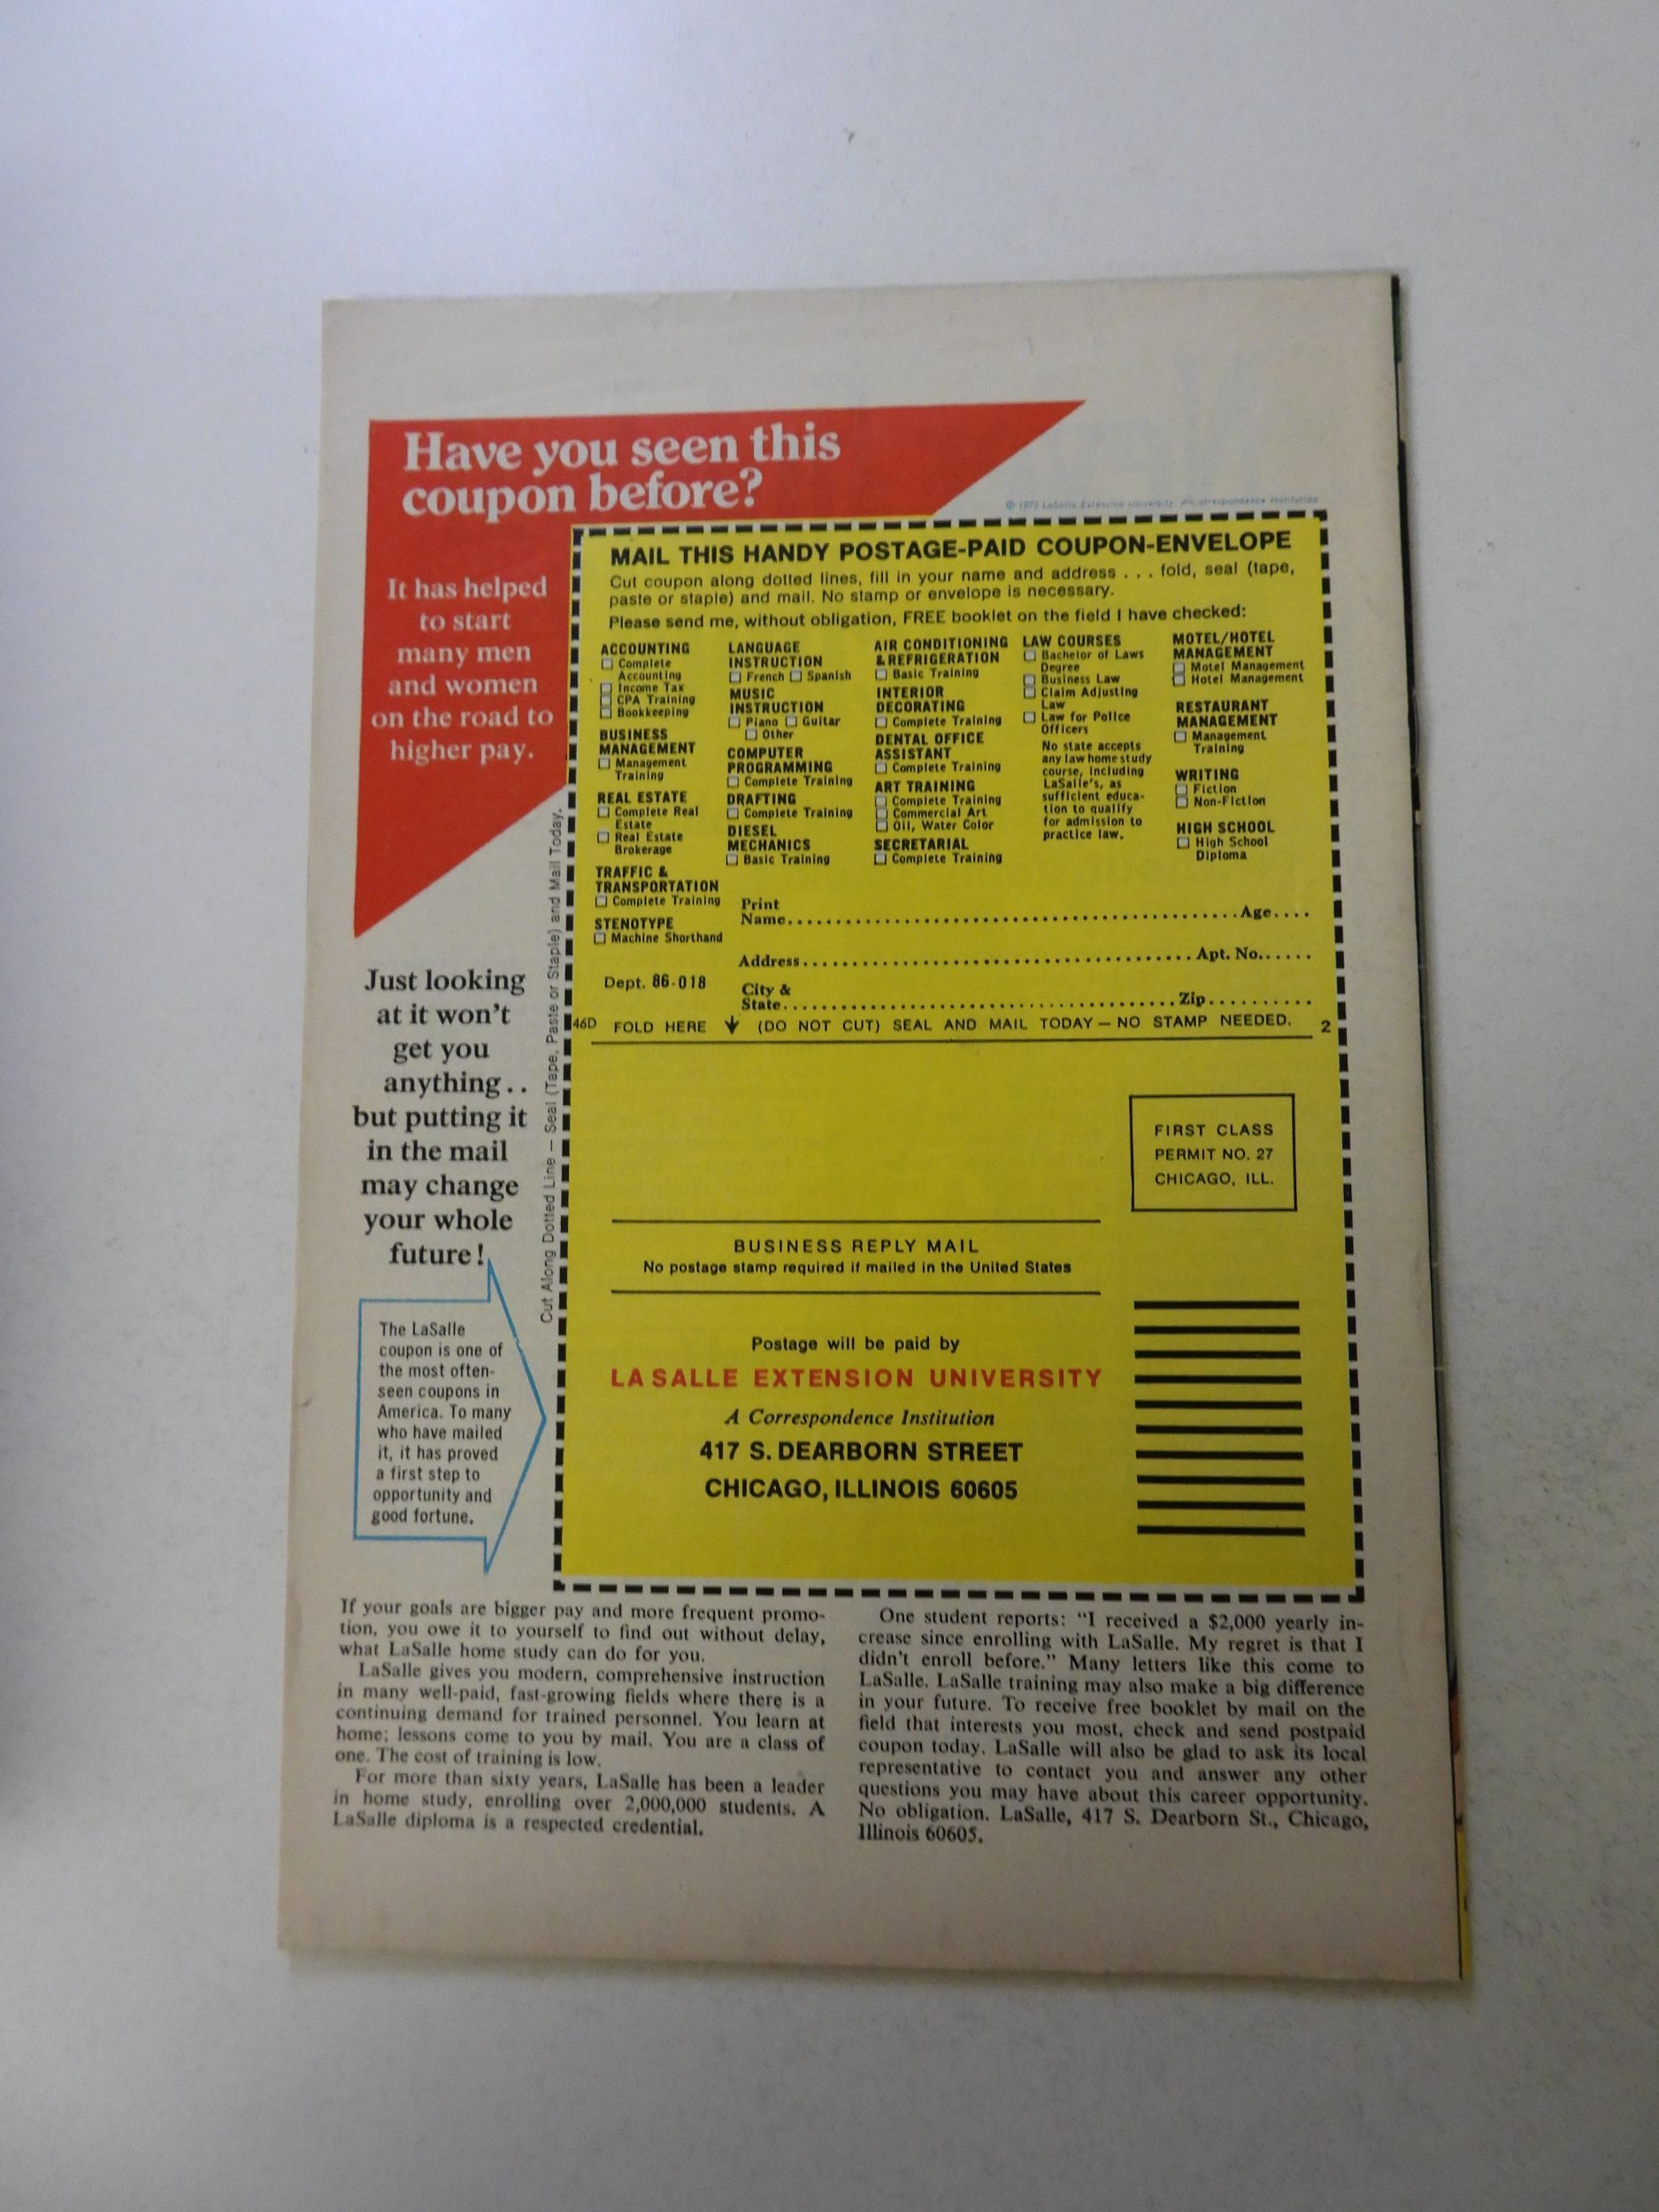 Have you seen this
coupon before?
It has helped
to start
many men
and women
on the road to
higher pay.
Just looking
at it won't
get you
anything..
but putting it
in the mail
may change
your whole
future!
The LaSalle
coupon is one of
the most often-
seen coupons in
America. To many
who have mailed
it, it has proved
a first step to
opportunity and
good fortune.
Cut Along Dotted Line — Seal (Tape, Paste or Staple) and Mail Today.
LaSalle Extension University. A Correspondence Institution
MAIL THIS HANDY POSTAGE-PAID COUPON-ENVELOPE
Cut coupon along dotted lines, fill in your name and address . . . fold, seal (tape,
paste or staple) and mail. No stamp or envelope is necessary.
Please send me, without obligation, FREE booklet on the field I have checked:
ACCOUNTING
☐ Complete
Accounting
☐ Income Tax
☐ CPA Training
☐ Bookkeeping
BUSINESS
MANAGEMENT
☐ Management
Training
REAL ESTATE
☐ Complete Real
Estate
☐ Real Estate
Brokerage
TRAFFIC &
TRANSPORTATION
☐ Complete Training
STENOTYPE
☐ Machine Shorthand
LANGUAGE
INSTRUCTION
☐ French ☐ Spanish
MUSIC
INSTRUCTION
☐ Piano ☐ Guitar
☐ Other
COMPUTER
PROGRAMMING
☐ Complete Training
DRAFTING
☐ Complete Training
DIESEL
MECHANICS
☐ Basic Training
AIR CONDITIONING
& REFRIGERATION
☐ Basic Training
INTERIOR
DECORATING
☐ Complete Training
DENTAL OFFICE
ASSISTANT
☐ Complete Training
ART TRAINING
☐ Complete Training
☐ Commercial Art
☐ Oil, Water Color
SECRETARIAL
☐ Complete Training
LAW COURSES
☐ Bachelor of Laws
Degree
☐ Business Law
☐ Claim Adjusting
Law
☐ Law for Police
Officers
No state accepts
any law home study
course, including
LaSalle's, as
sufficient educa-
tion to qualify
for admission to
practice law.
MOTEL/HOTEL
MANAGEMENT
☐ Motel Management
☐ Hotel Management
RESTAURANT
MANAGEMENT
☐ Management
Training
WRITING
☐ Fiction
☐ Non-Fiction
HIGH SCHOOL
☐ High School
Diploma
Print
Name.....Age....
Address.....Apt. No......
Dept. 86-018
City &
State.....Zip..........
46D FOLD HERE ↓ (DO NOT CUT) SEAL AND MAIL TODAY — NO STAMP NEEDED. 2
FIRST CLASS
PERMIT NO. 27
CHICAGO, ILL.
BUSINESS REPLY MAIL
No postage stamp required if mailed in the United States
Postage will be paid by
LA SALLE EXTENSION UNIVERSITY
A Correspondence Institution
417 S. DEARBORN STREET
CHICAGO, ILLINOIS 60605
If your goals are bigger pay and more frequent promo-
tion, you owe it to yourself to find out without delay,
what LaSalle home study can do for you.
LaSalle gives you modern, comprehensive instruction
in many well-paid, fast-growing fields where there is a
continuing demand for trained personnel. You learn at
home; lessons come to you by mail. You are a class of
one. The cost of training is low.
For more than sixty years, LaSalle has been a leader
in home study, enrolling over 2,000,000 students. A
LaSalle diploma is a respected credential.
One student reports: "I received a $2,000 yearly in-
crease since enrolling with LaSalle. My regret is that I
didn't enroll before." Many letters like this come to
LaSalle. LaSalle training may also make a big difference
in your future. To receive free booklet by mail on the
field that interests you most, check and send postpaid
coupon today. LaSalle will also be glad to ask its local
representative to contact you and answer any other
questions you may have about this career opportunity.
No obligation. LaSalle, 417 S. Dearborn St., Chicago,
Illinois 60605.